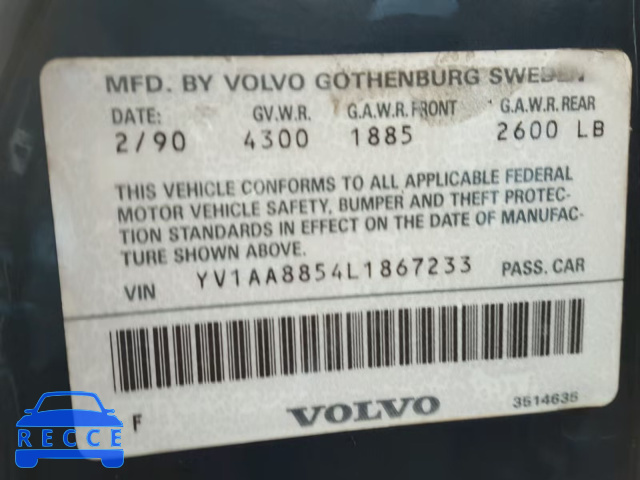 MFD. BY VOLVO GOTHENBURG SWEDEN
DATE: GV.W.R. G.A.W.R. FRONT G.A.W.R. REAR
2/90 4300 1885 2600 LB
THIS VEHICLE CONFORMS TO ALL APPLICABLE FEDERAL
MOTOR VEHICLE SAFETY, BUMPER AND THEFT PROTEC-
TION STANDARDS IN EFFECT ON THE DATE OF MANUFAC-
TURE SHOWN ABOVE.
VIN YV1AA8854L1867233 PASS. CAR
F VOLVO 3514635
RECCE